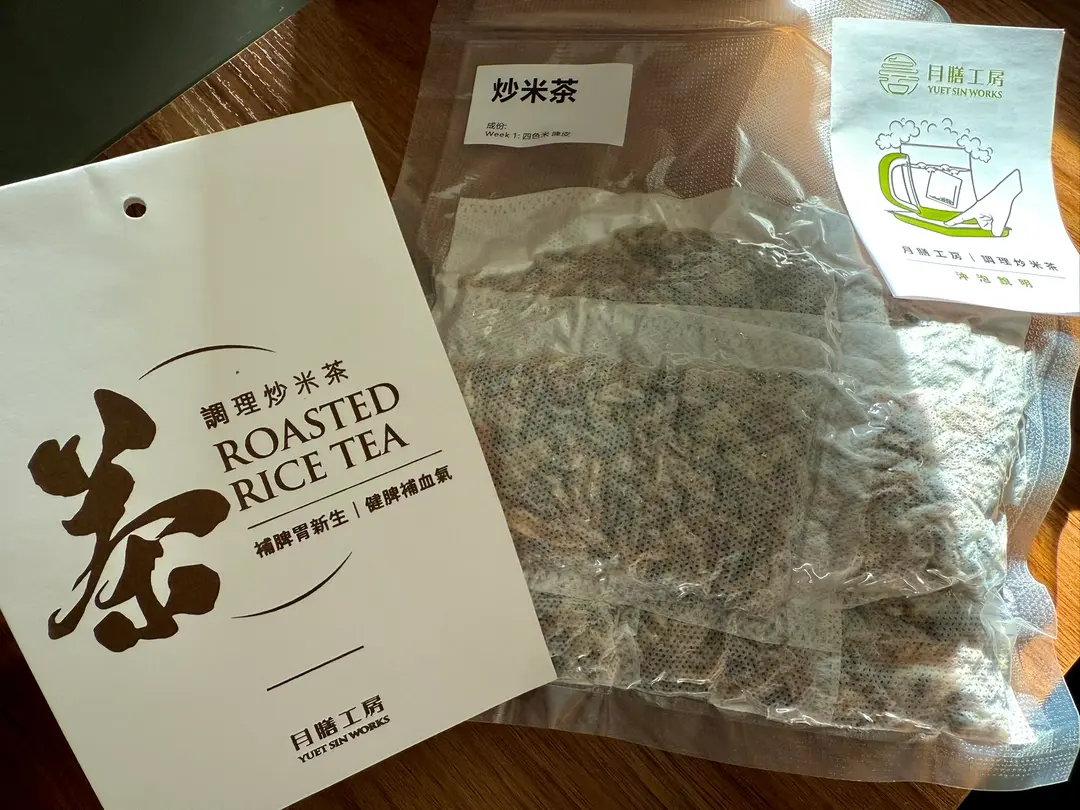 茶
調理炒米茶
ROASTED
RICE TEA
補脾胃新生｜健脾補血氣
月膳工房
YUET SIN WORKS
炒米茶
成份:
Week 1: 四色米 陳皮
月膳工房
YUET SIN WORKS
月膳工房｜調理炒米茶
沖泡說明